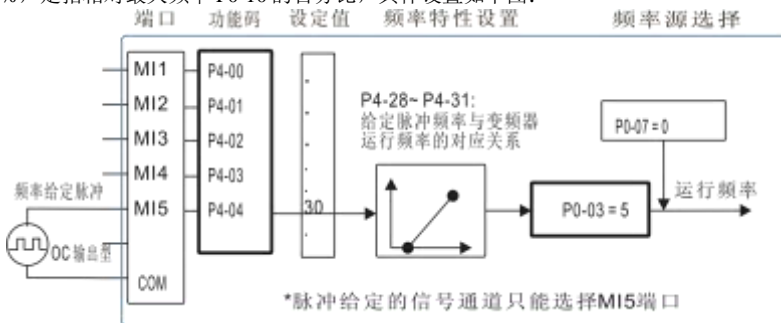 端口 功能码 设定值 频率特性设置 频率源选择
MI1 P4-00
MI2 P4-01
MI3 P4-02
MI4 P4-03
MI5 P4-04 30
COM
频率给定脉冲
OC输出型
P4-28~P4-31:
给定脉冲频率与变频器
运行频率的对应关系
P0-07=0
P0-03=5
运行频率
*脉冲给定的信号通道只能选择MI5端口